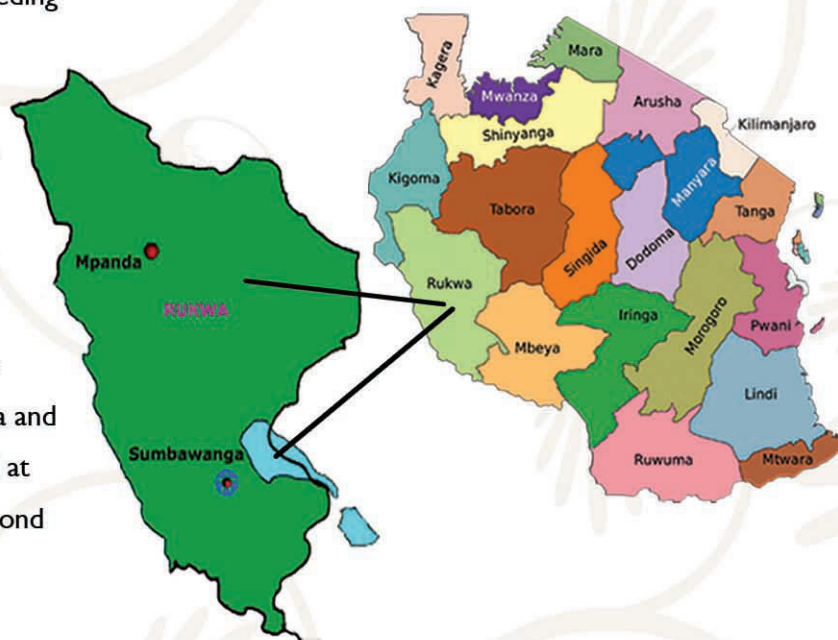 eding
a and
at
ond
Mpanda
RUKWA
Sumbawanga
Kagera
Mara
Mwanza
Arusha
Shinyanga
Kilimanjaro
Kigoma
Manyara
Tabora
Tanga
Singida
Dodoma
Rukwa
Iringa
Morogoro
Pwani
Mbeya
Lindi
Ruwuma
Mtwara